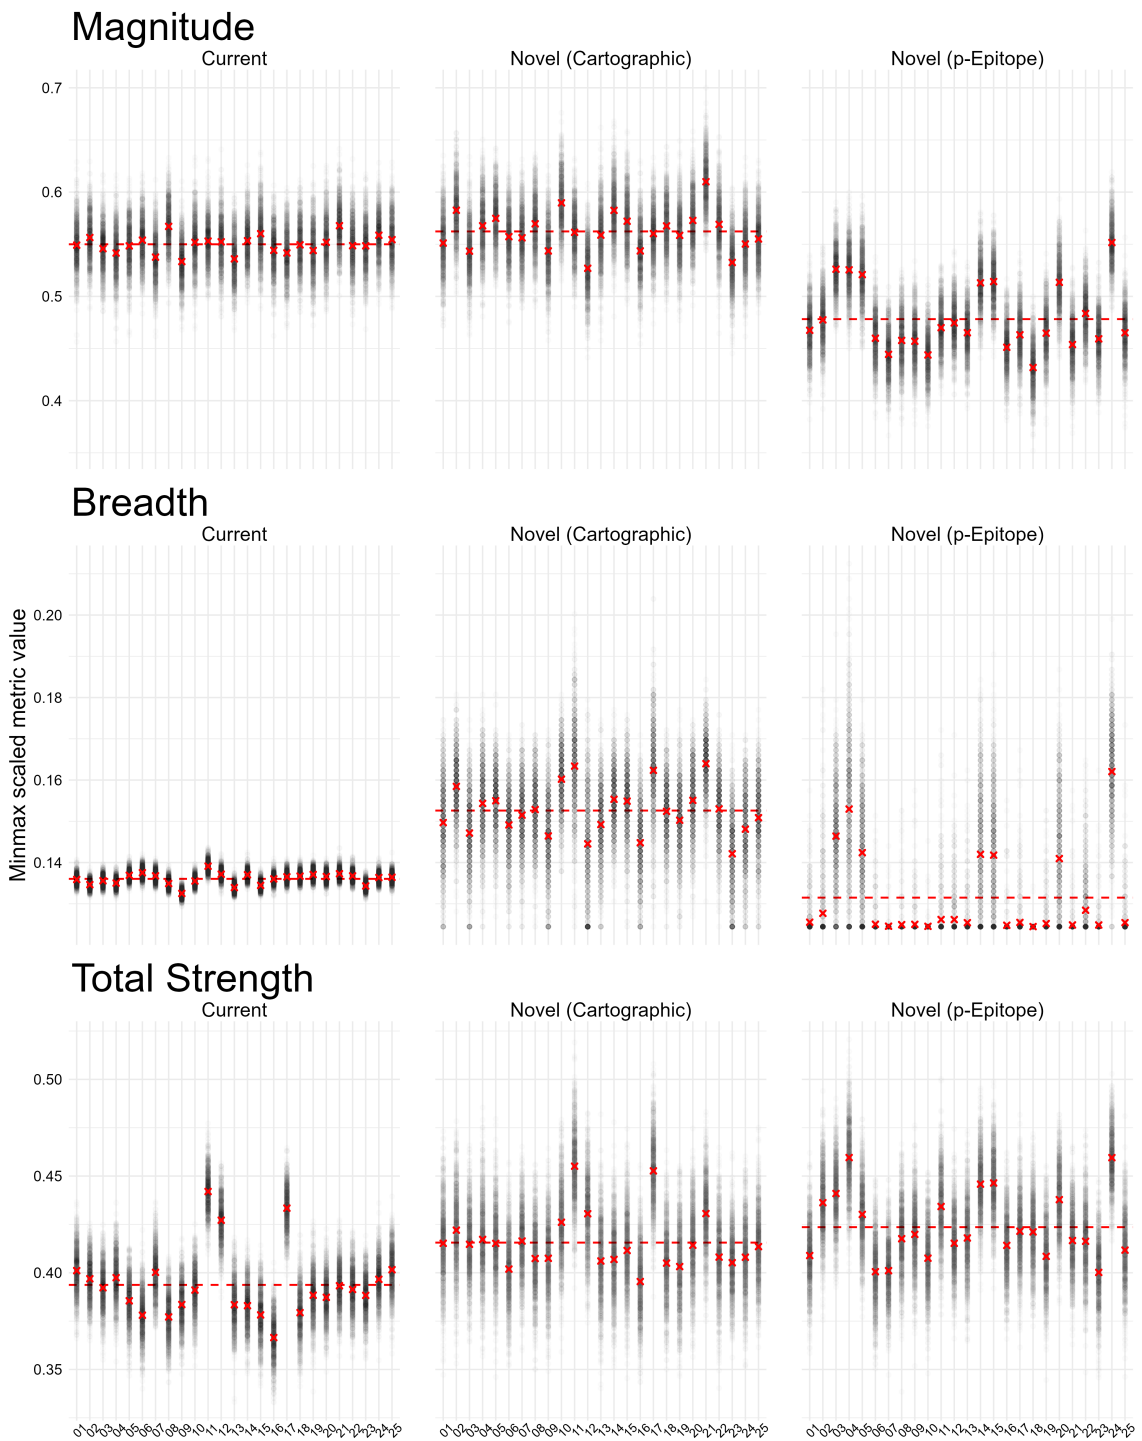 Magnitude
Current
Novel (Cartographic)
Novel (p-Epitope)
0.7
0.6
0.5
0.4
Breadth
Current
Novel (Cartographic)
Novel (p-Epitope)
Minmax scaled metric value
0.20
0.18
0.16
0.14
Total Strength
Current
Novel (Cartographic)
Novel (p-Epitope)
0.50
0.45
0.40
0.35
01 02 03 04 05 06 07 08 09 10 11 12 13 14 15 16 17 18 19 20 21 22 23 24 25
01 02 03 04 05 06 07 08 09 10 11 12 13 14 15 16 17 18 19 20 21 22 23 24 25
01 02 03 04 05 06 07 08 09 10 11 12 13 14 15 16 17 18 19 20 21 22 23 24 25